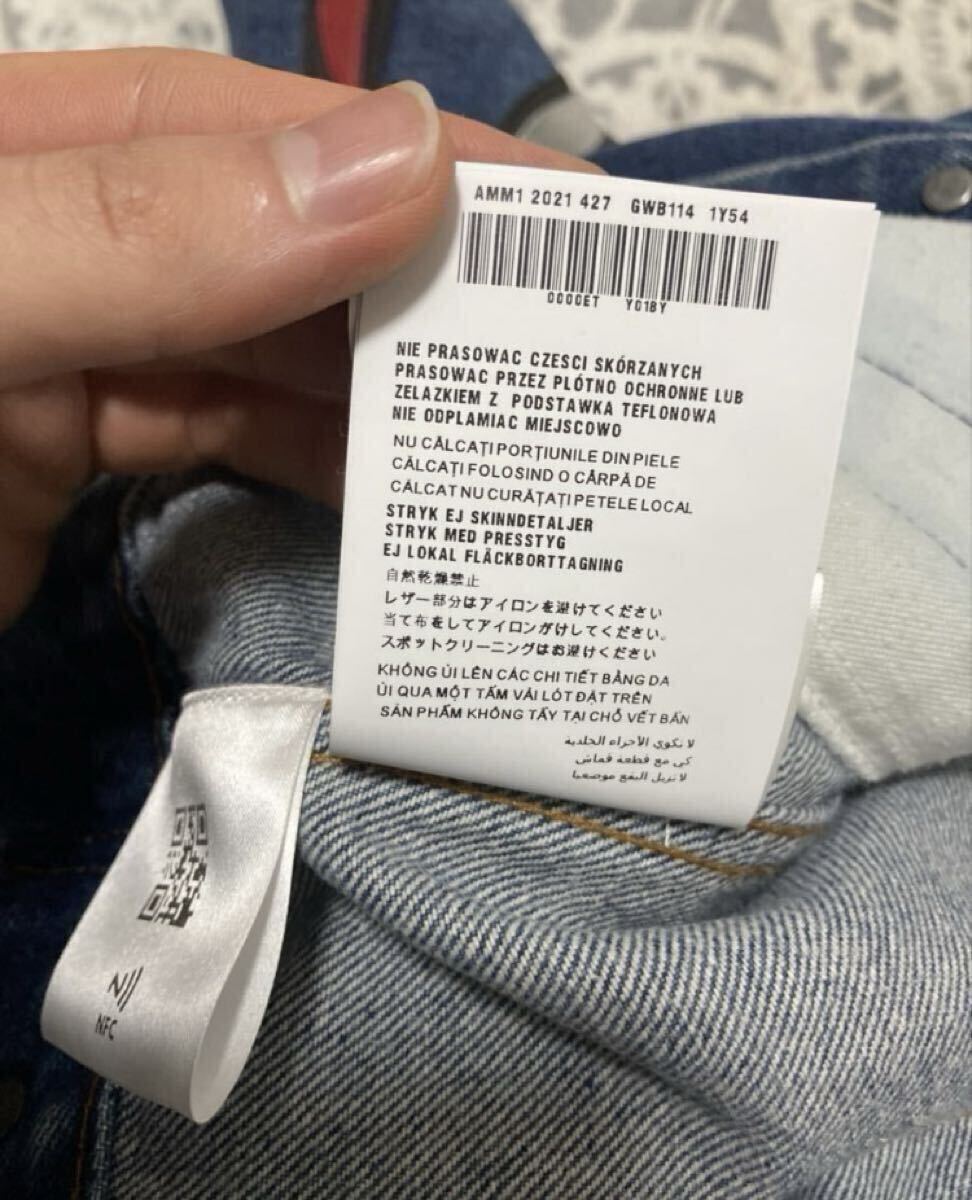 AMM1 2021 427 GWB114 1Y54
0000ET Y01BY
NIE PRASOWAC CZESCI SKÓRZANYCH
PRASOWAC PRZEZ PLÓTNO OCHRONNE LUB
ZELAZKIEM Z PODSTAWKA TEFLONOWA
NIE ODPLAMIAC MIEJSCOWO
NU CĂLCAȚI PORȚIUNILE DIN PIELE
CĂLCAȚI FOLOSIND O CÂRPĂ DE
CĂLCAT NU CURĂȚAȚI PETELE LOCAL
STRYK EJ SKINNDETALJER
STRYK MED PRESSTYG
EJ LOKAL FLÄCKBORTTAGNING
自然乾燥禁止
レザー部分はアイロンを避けてください
当て布をしてアイロンがけしてください。
スポットクリーニングはお避けください
KHÔNG ỦI LÊN CÁC CHI TIẾT BẰNG DA
ỦI QUA MỘT TẤM VẢI LÓT ĐẶT TRÊN
SẢN PHẨM KHÔNG TẨY TẠI CHỖ VẾT BẨN
لا تكوي الأجزاء الجلدية
كي مع قطعة قماش
لا تزيل البقع موضعيا
NFC